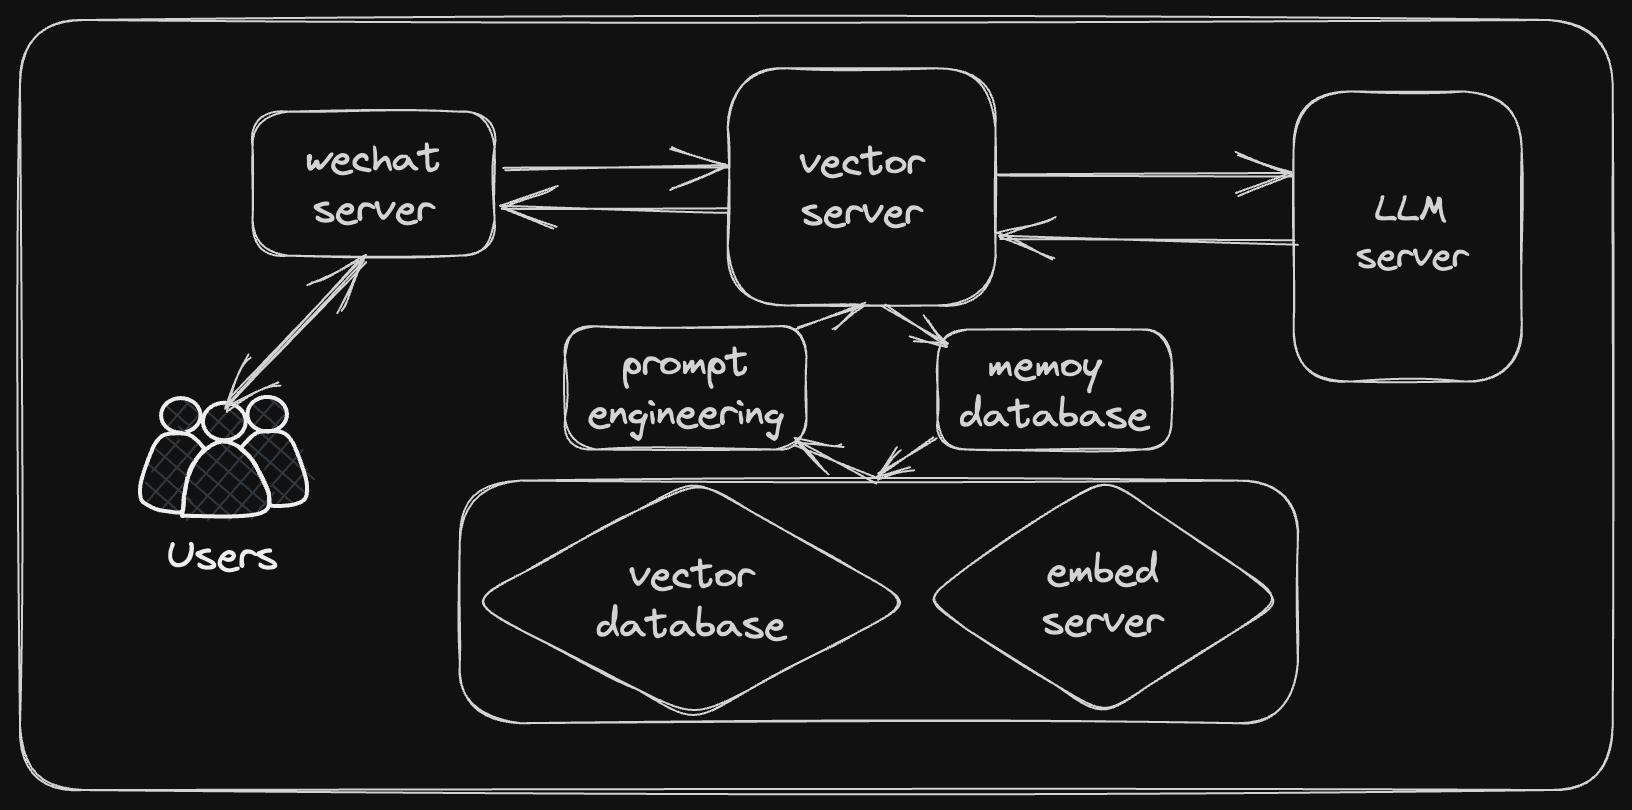 wechat
server
vector
server
LLM
server
prompt
engineering
memoy
database
Users
vector
database
embed
server